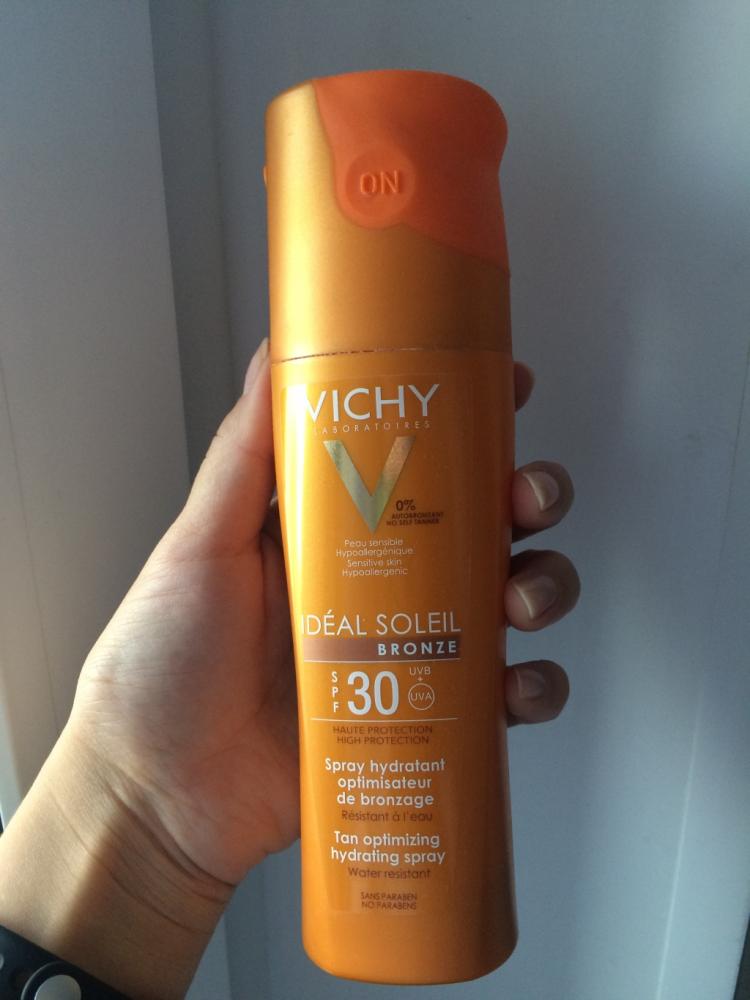 ON
VICHY
LABORATOIRES
V
0%
AUTOBRONZANT
NO SELF TANNER
Peau sensible
Hypoallergénique
Sensitive skin
Hypoallergenic
IDÉAL SOLEIL
BRONZE
SPF 30 UVB + UVA
HAUTE PROTECTION
HIGH PROTECTION
Spray hydratant
optimisateur
de bronzage
Résistant à l'eau
Tan optimizing
hydrating spray
Water resistant
SANS PARABEN
NO PARABENS